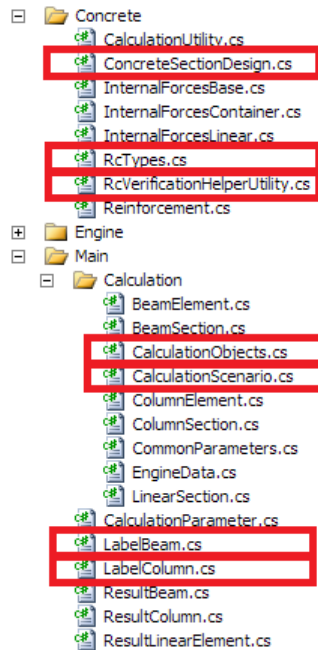 Concrete
CalculationUtility.cs
ConcreteSectionDesign.cs
InternalForcesBase.cs
InternalForcesContainer.cs
InternalForcesLinear.cs
RcTypes.cs
RcVerificationHelperUtility.cs
Reinforcement.cs
Engine
Main
Calculation
BeamElement.cs
BeamSection.cs
CalculationObjects.cs
CalculationScenario.cs
ColumnElement.cs
ColumnSection.cs
CommonParameters.cs
EngineData.cs
LinearSection.cs
CalculationParameter.cs
LabelBeam.cs
LabelColumn.cs
ResultBeam.cs
ResultColumn.cs
ResultLinearElement.cs